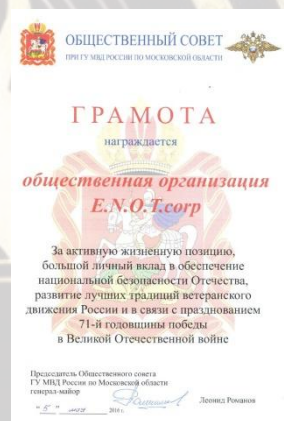 ОБЩЕСТВЕННЫЙ СОВЕТ
ПРИ ГУ МВД РОССИИ ПО МОСКОВСКОЙ ОБЛАСТИ
ГРАМОТА
награждается
общественная организация
E.N.O.T.corp
За активную жизненную позицию,
большой личный вклад в обеспечение
национальной безопасности Отечества,
развитие лучших традиций ветеранского
движения России и в связи с празднованием
71-й годовщины победы
в Великой Отечественной войне
Председатель Общественного совета
ГУ МВД России по Московской области
генерал-майор
Леонид Романов
"5" мая 2016 г.